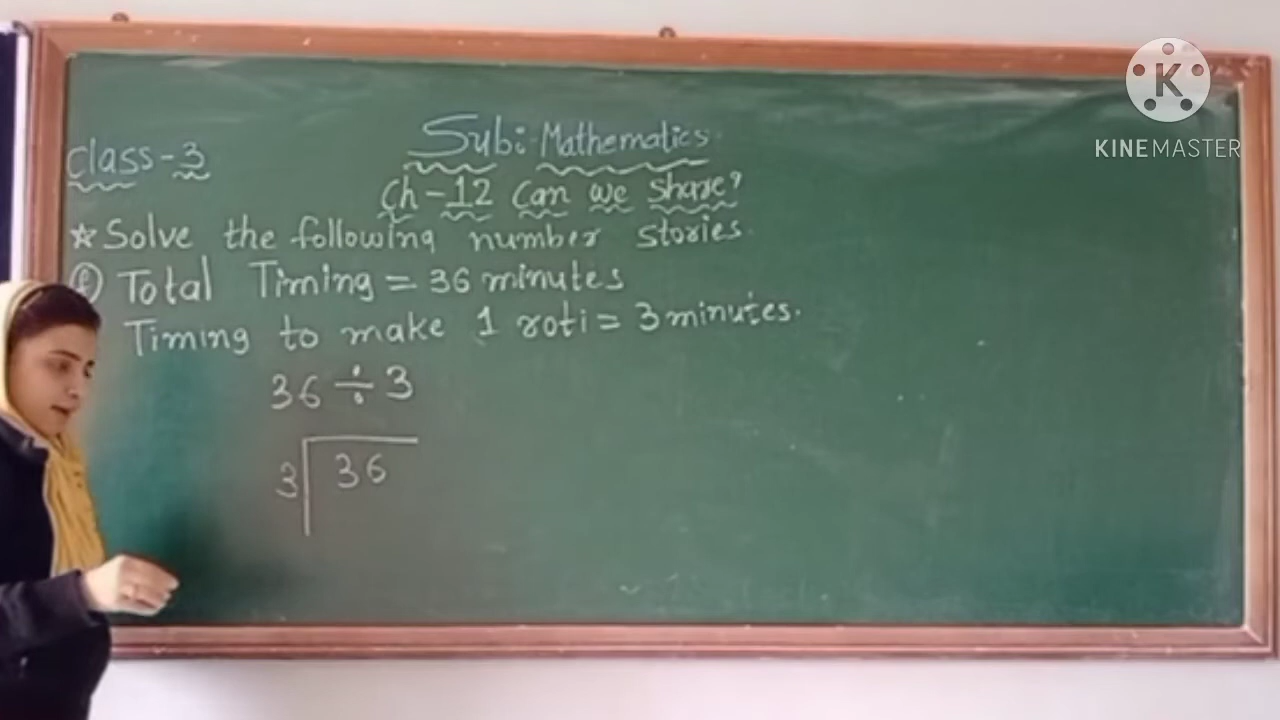 Sub: Mathematics
Class-3
Ch-12 Can we share?
★ Solve the following number stories.
(f) Total Timing = 36 minutes
Timing to make 1 roti = 3 minutes.
36 ÷ 3
3 36
K
KINEMASTER